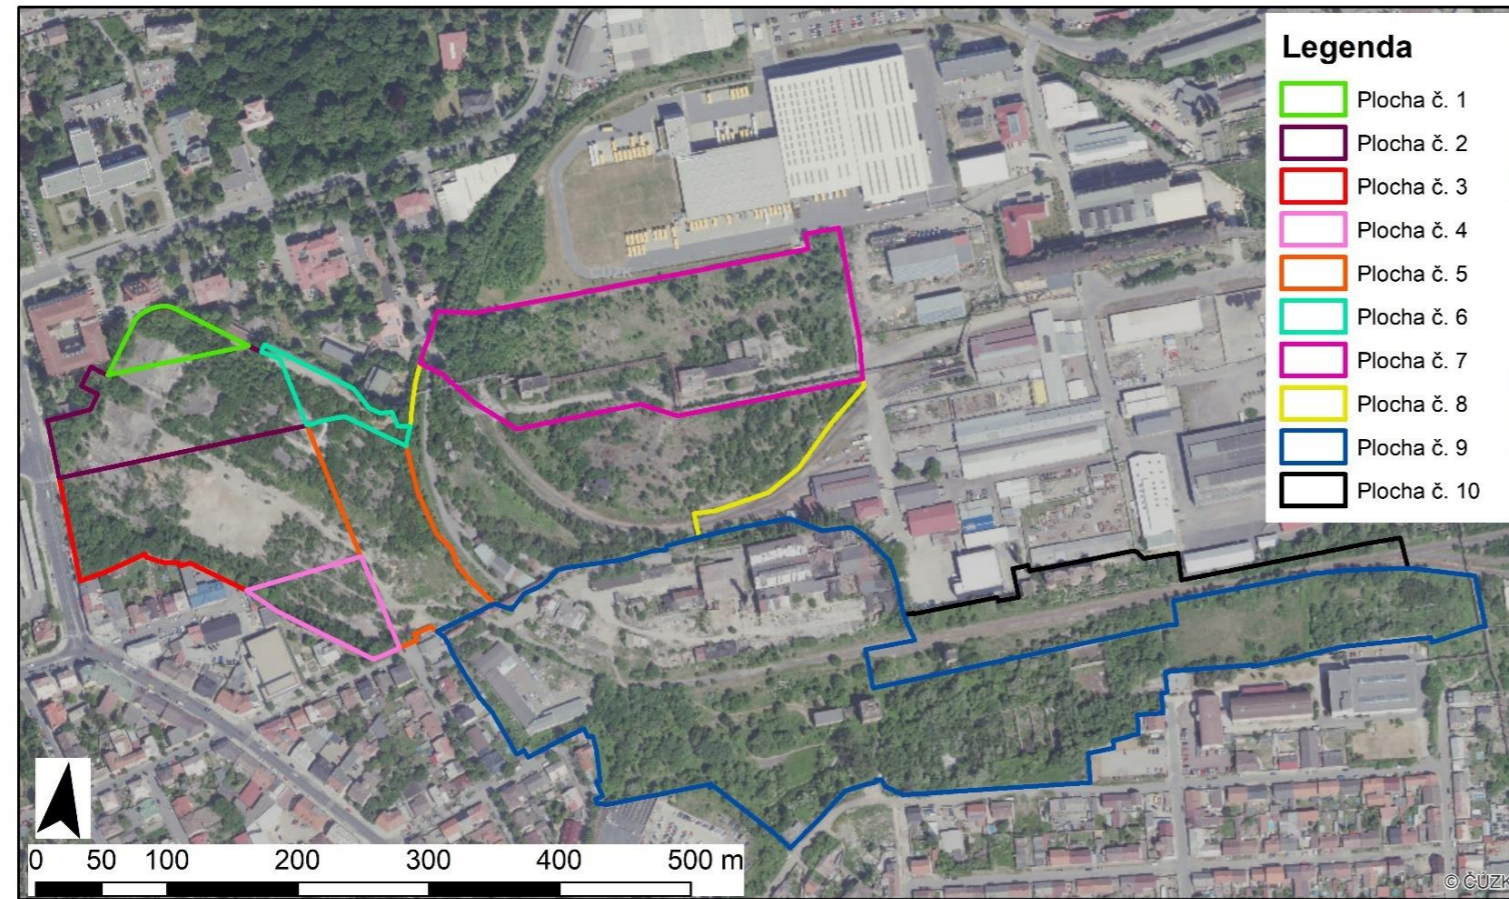 Legenda
Plocha č. 1
Plocha č. 2
Plocha č. 3
Plocha č. 4
Plocha č. 5
Plocha č. 6
Plocha č. 7
Plocha č. 8
Plocha č. 9
Plocha č. 10
ČÚZK
0 50 100 200 300 400 500 m
© ČÚZK